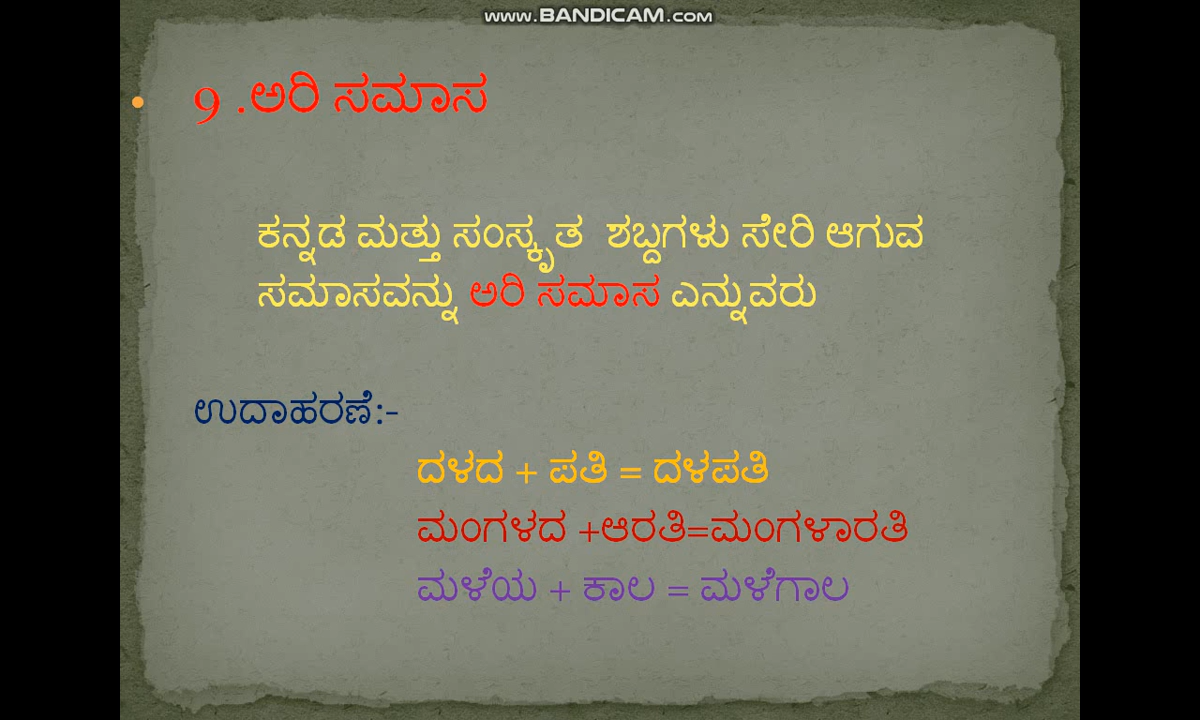 www.BANDICAM.com
• 9 .ಅರಿ ಸಮಾಸ
ಕನ್ನಡ ಮತ್ತು ಸಂಸ್ಕೃತ ಶಬ್ದಗಳು ಸೇರಿ ಆಗುವ
ಸಮಾಸವನ್ನು ಅರಿ ಸಮಾಸ ಎನ್ನುವರು
ಉದಾಹರಣೆ:-
ದಳದ + ಪತಿ = ದಳಪತಿ
ಮಂಗಳದ +ಆರತಿ=ಮಂಗಳಾರತಿ
ಮಳೆಯ + ಕಾಲ = ಮಳೆಗಾಲ